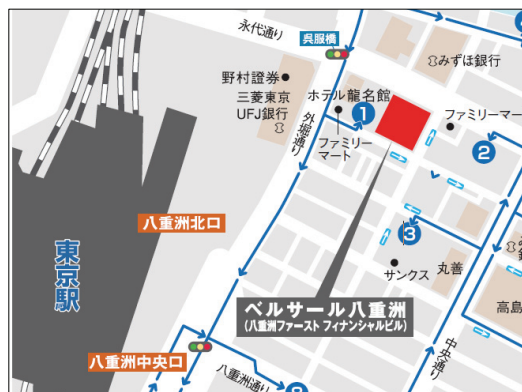 永代通り
呉服橋
みずほ銀行
野村證券
三菱東京
UFJ銀行
ホテル龍名館
1
ファミリーマー
ファミリー
マート
2
外堀通り
八重洲北口
3
東京駅
サンクス
丸善
ベルサール八重洲
(八重洲ファースト フィナンシャルビル)
高島
中央通り
八重洲中央口
八重洲通り